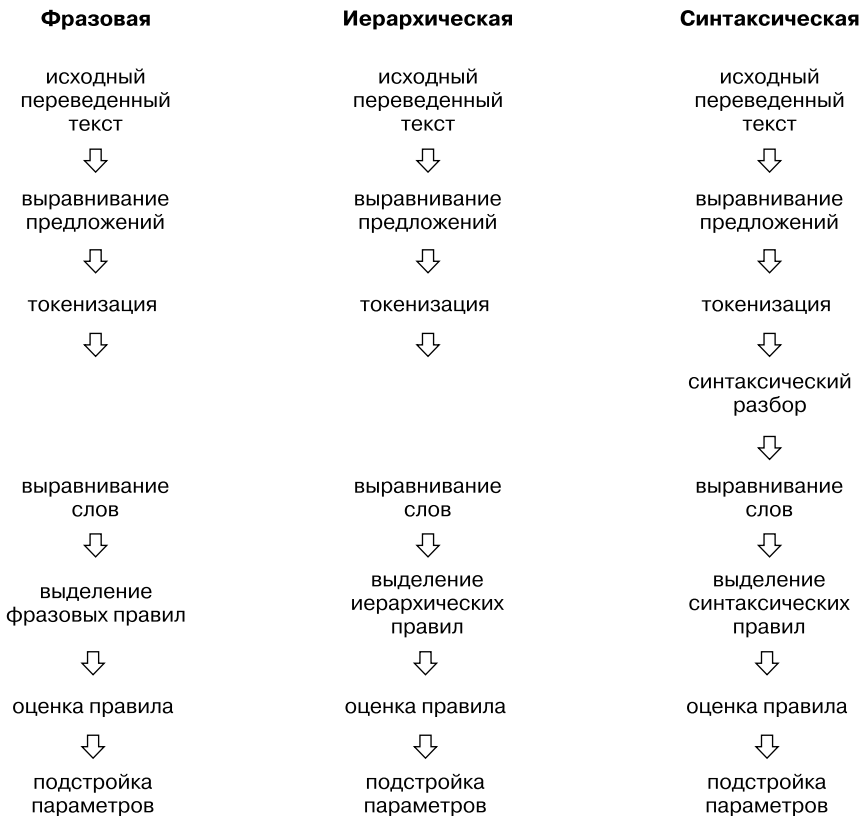 Фразовая
исходный
переведенный
текст
выравнивание
предложений
токенизация
выравнивание
слов
выделение
фразовых правил
оценка правила
подстройка
параметров
Иерархическая
исходный
переведенный
текст
выравнивание
предложений
токенизация
выравнивание
слов
выделение
иерархических
правил
оценка правила
подстройка
параметров
Синтаксическая
исходный
переведенный
текст
выравнивание
предложений
токенизация
синтаксический
разбор
выравнивание
слов
выделение
синтаксических
правил
оценка правила
подстройка
параметров